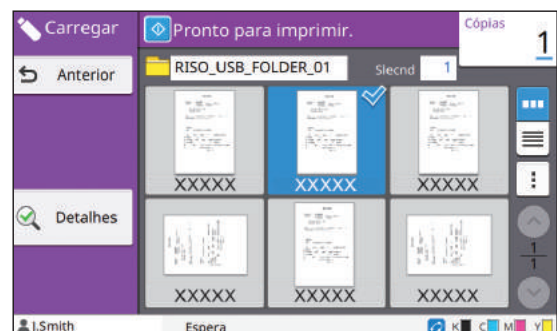 Carregar
Pronto para imprimir.
Cópias
1
Anterior
RISO_USB_FOLDER_01
Slecnd
1
XXXXX
XXXXX
XXXXX
Detalhes
1
1
XXXXX
XXXXX
XXXXX
J.Smith
Espera
K
C
M
Y